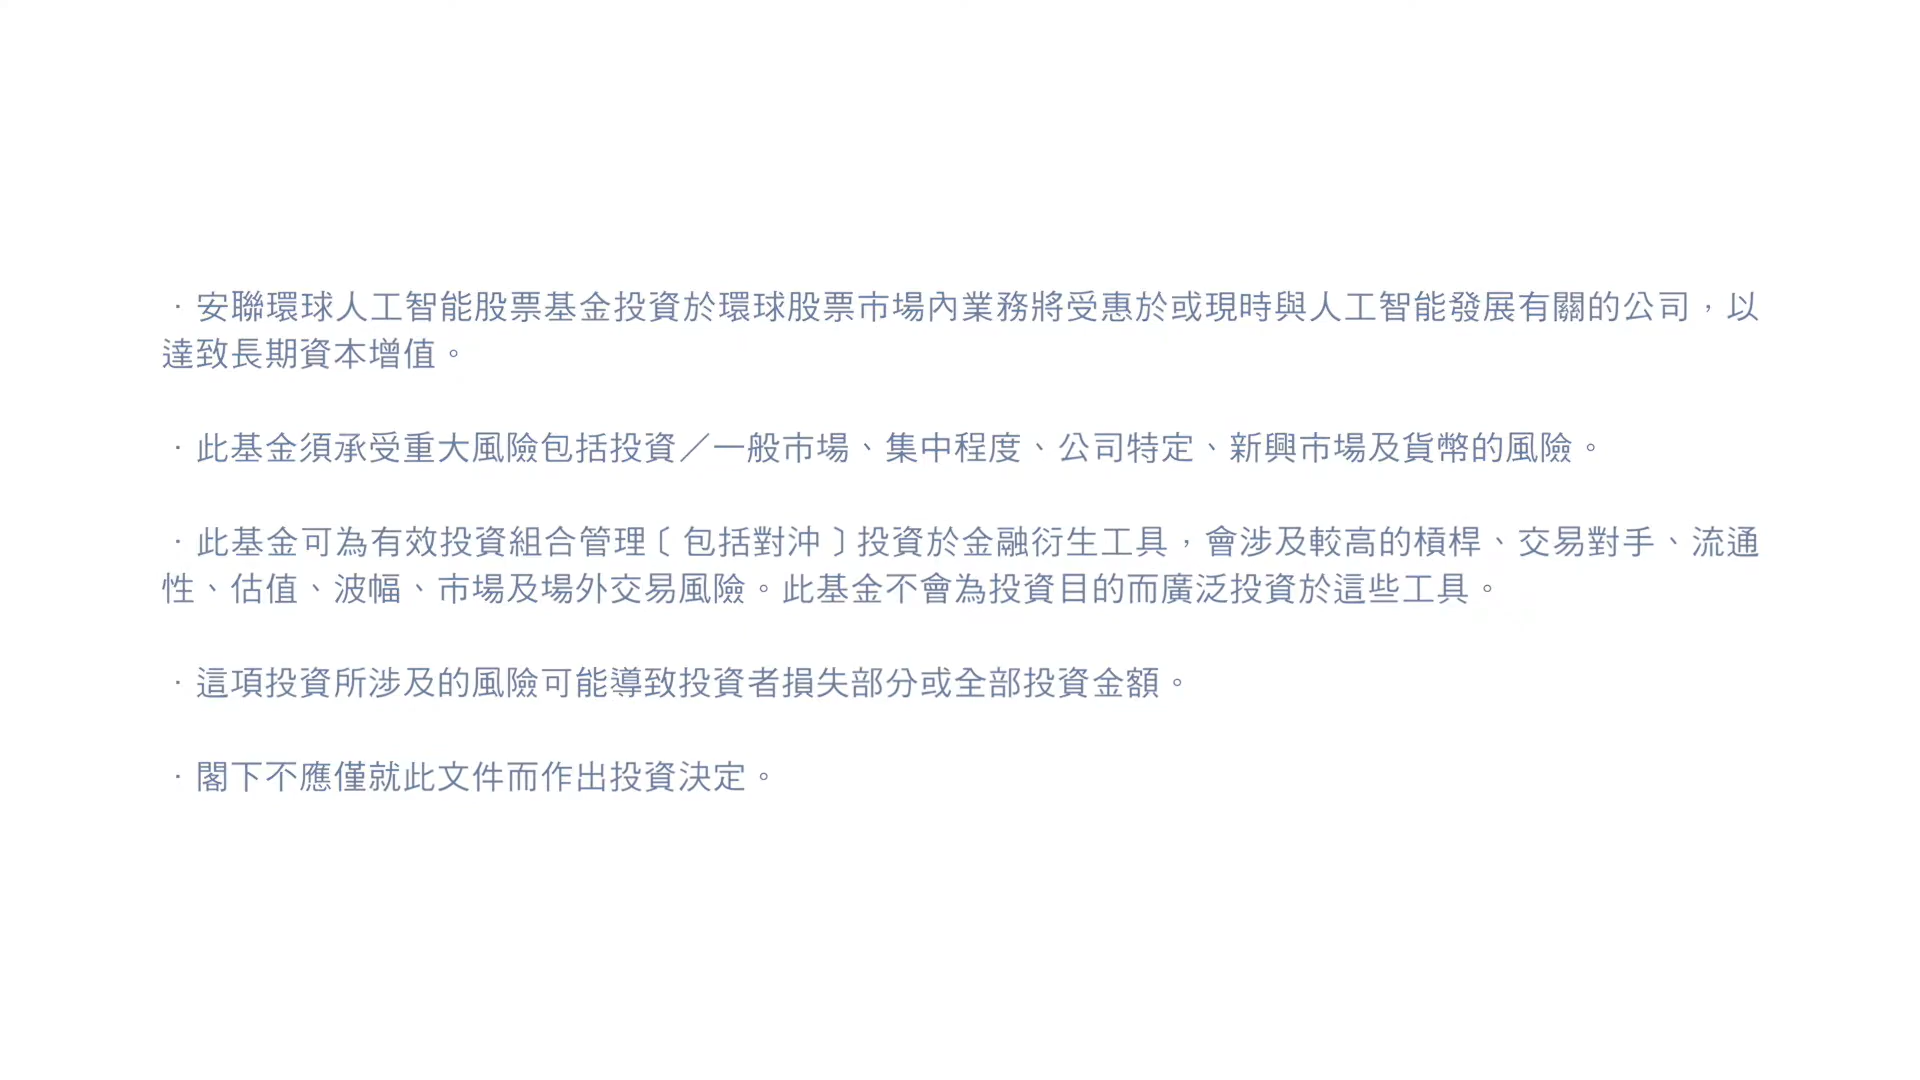 · 安聯環球人工智能股票基金投資於環球股票市場內業務將受惠於或現時與人工智能發展有關的公司，以
達致長期資本增值。
· 此基金須承受重大風險包括投資／一般市場、集中程度、公司特定、新興市場及貨幣的風險。
· 此基金可為有效投資組合管理﹝包括對沖﹞投資於金融衍生工具，會涉及較高的槓桿、交易對手、流通
性、估值、波幅、市場及場外交易風險。此基金不會為投資目的而廣泛投資於這些工具。
· 這項投資所涉及的風險可能導致投資者損失部分或全部投資金額。
· 閣下不應僅就此文件而作出投資決定。